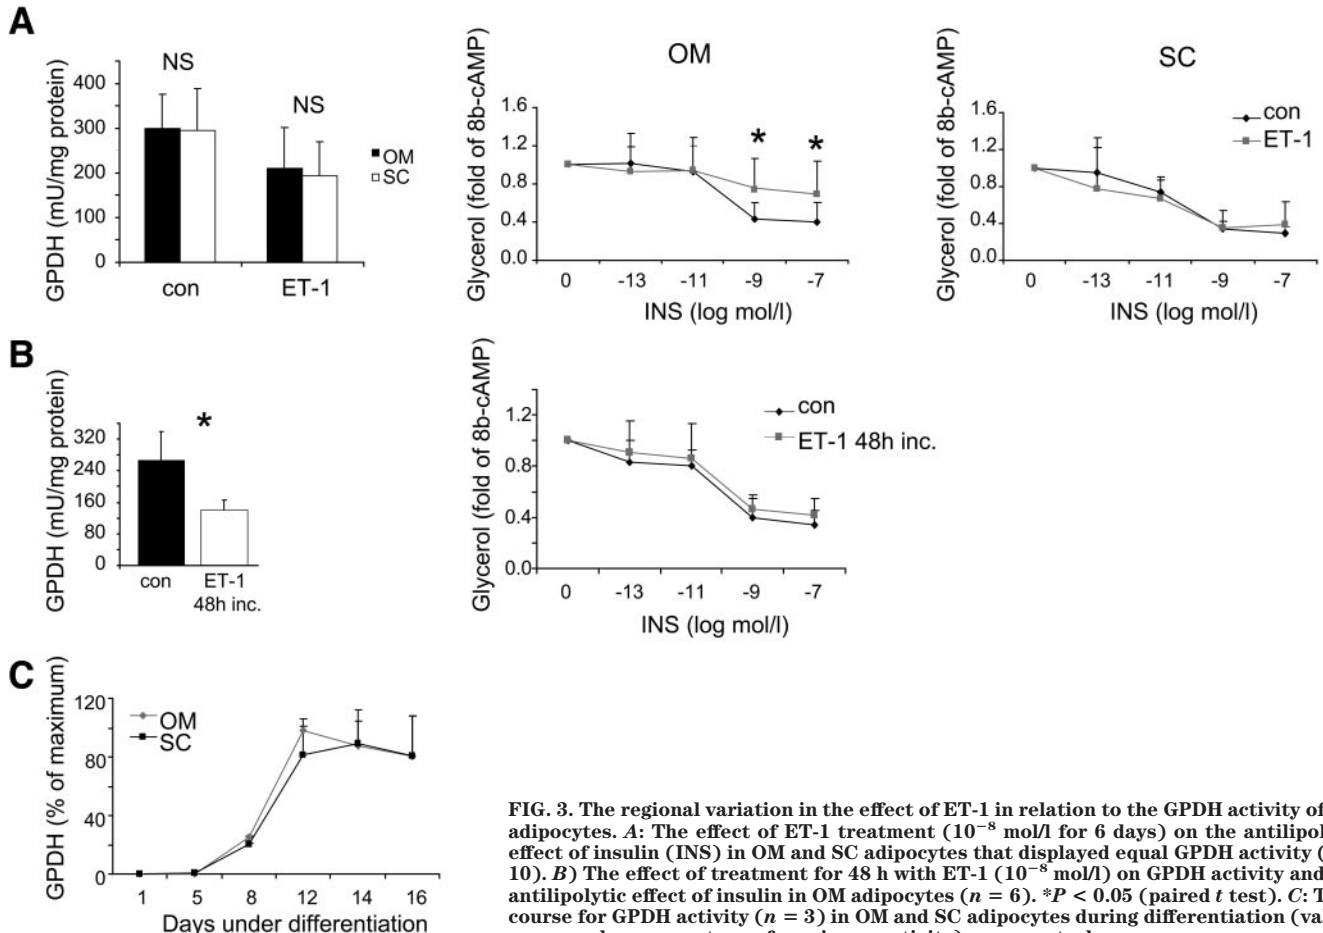 A
GPDH (mU/mg protein)
400
300
200
100
0
NS
NS
con
ET-1
OM
SC
OM
Glycerol (fold of 8b-cAMP)
1.6
1.2
0.8
0.4
0.0
*
*
0 -13 -11 -9 -7
INS (log mol/l)
SC
Glycerol (fold of 8b-cAMP)
1.6
1.2
0.8
0.4
0.0
con
ET-1
0 -13 -11 -9 -7
INS (log mol/l)
B
GPDH (mU/mg protein)
320
240
160
80
0
*
con
ET-1
48h inc.
Glycerol (fold of 8b-cAMP)
1.2
0.8
0.4
0.0
con
ET-1 48h inc.
0 -13 -11 -9 -7
INS (log mol/l)
C
GPDH (% of maximum)
120
80
40
0
OM
SC
1 5 8 12 14 16
Days under differentiation
FIG. 3. The regional variation in the effect of ET-1 in relation to the GPDH activity of
adipocytes. A: The effect of ET-1 treatment (10⁻⁸ mol/l for 6 days) on the antilipol
effect of insulin (INS) in OM and SC adipocytes that displayed equal GPDH activity (
10). B) The effect of treatment for 48 h with ET-1 (10⁻⁸ mol/l) on GPDH activity and
antilipolytic effect of insulin in OM adipocytes (n = 6). *P < 0.05 (paired t test). C: T
course for GPDH activity (n = 3) in OM and SC adipocytes during differentiation (val